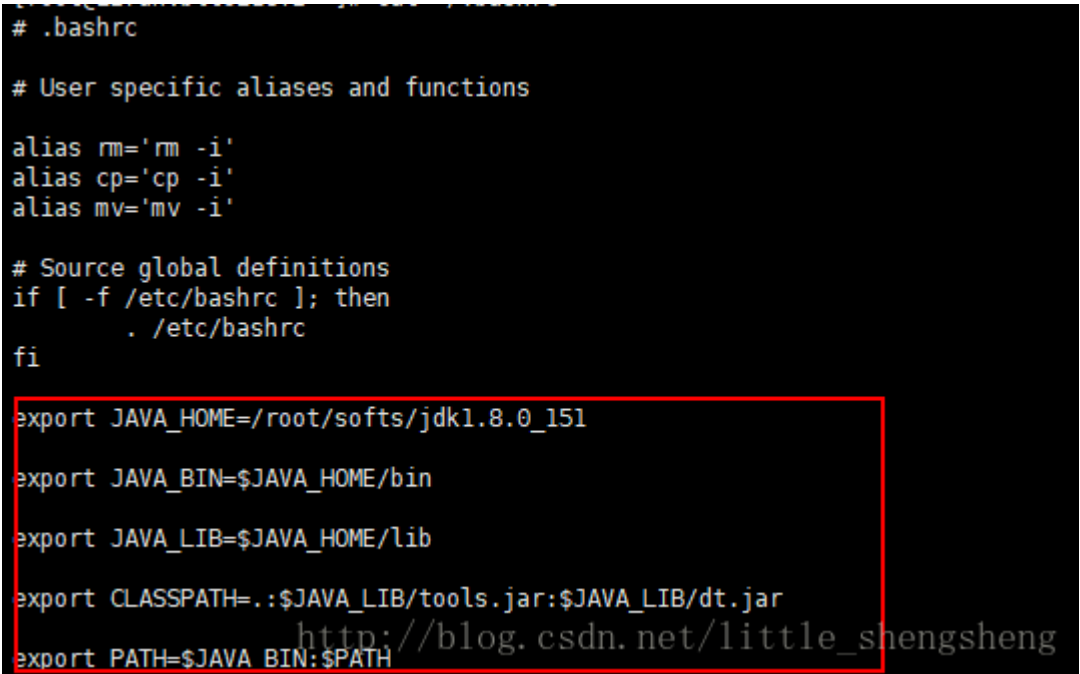 # .bashrc
# User specific aliases and functions
alias rm='rm -i'
alias cp='cp -i'
alias mv='mv -i'
# Source global definitions
if [ -f /etc/bashrc ]; then
. /etc/bashrc
fi
export JAVA_HOME=/root/softs/jdk1.8.0_151
export JAVA_BIN=$JAVA_HOME/bin
export JAVA_LIB=$JAVA_HOME/lib
export CLASSPATH=.:$JAVA_LIB/tools.jar:$JAVA_LIB/dt.jar
http://blog.csdn.net/little_shengsheng
export PATH=$JAVA_BIN:$PATH